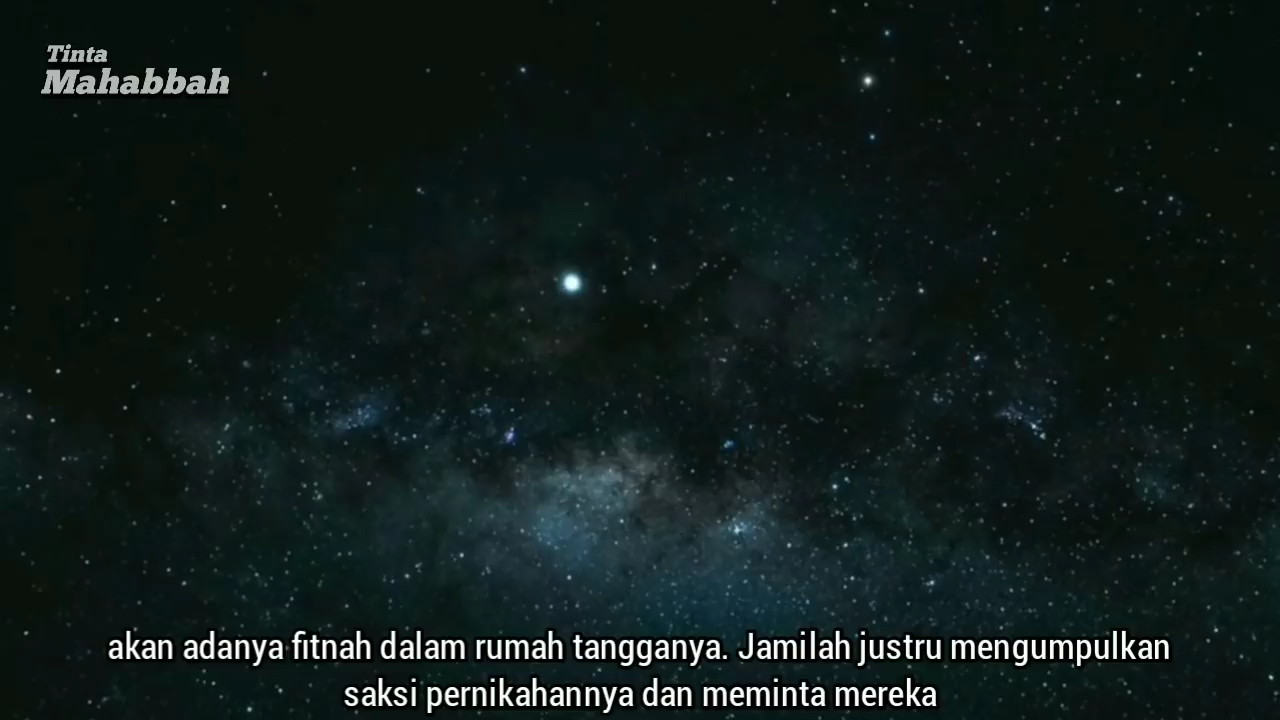 Tinta
Mahabbah
akan adanya fitnah dalam rumah tangganya. Jamilah justru mengumpulkan
saksi pernikahannya dan meminta mereka